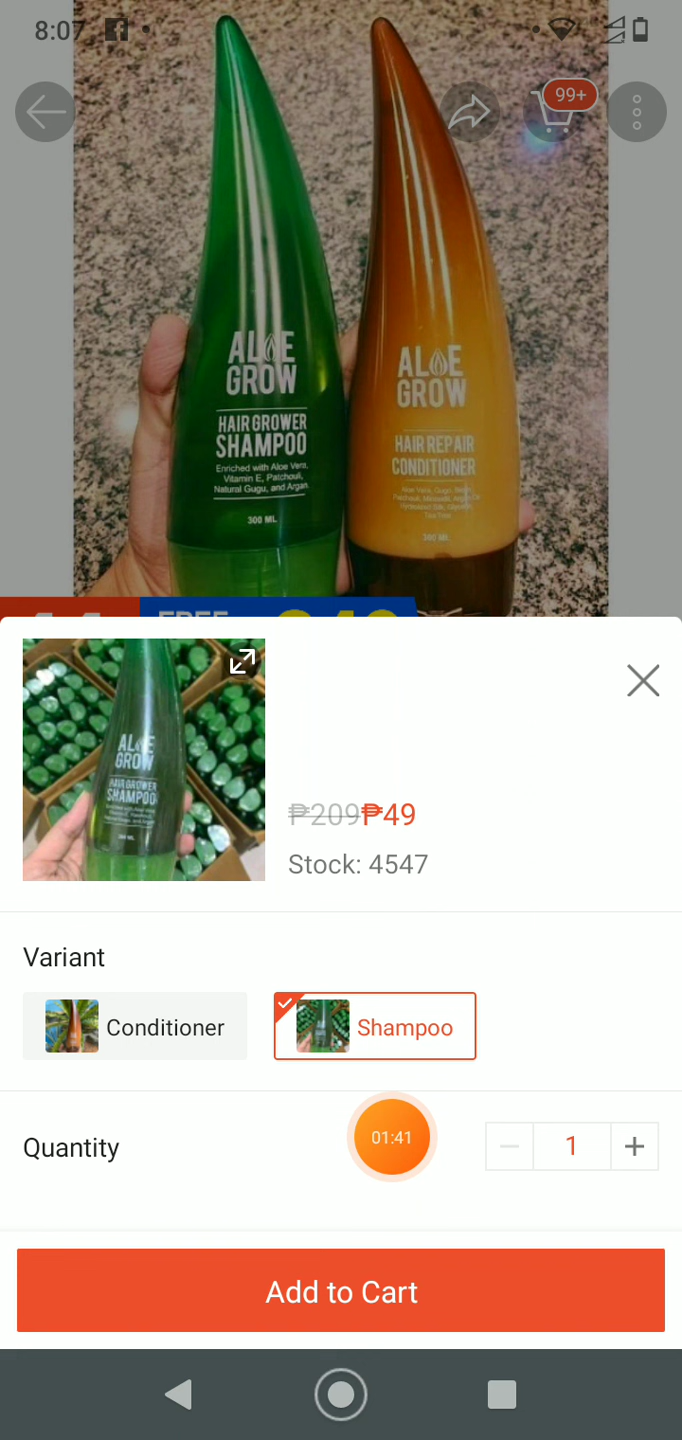 8:07
99+
ALOE
GROW
HAIR GROWER
SHAMPOO
Enriched with Aloe Vera,
Vitamin E, Patchouli,
Natural Gugu, and Argan
300 ML
ALOE
GROW
HAIR REPAIR
CONDITIONER
300 ML
FREE
ALOE
GROW
HAIR GROWER
SHAMPOO
₱209 ₱49
Stock: 4547
Variant
Conditioner
Shampoo
Quantity
01:41
1
Add to Cart